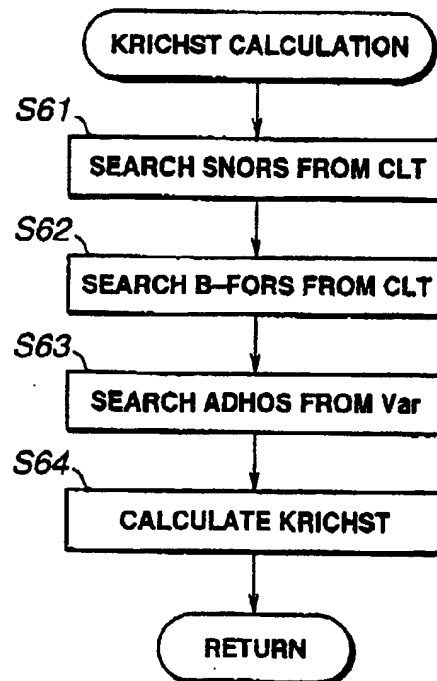 KRICHST CALCULATION
S61
SEARCH SNORS FROM CLT
S62
SEARCH B-FORS FROM CLT
S63
SEARCH ADHOS FROM Var
S64
CALCULATE KRICHST
RETURN